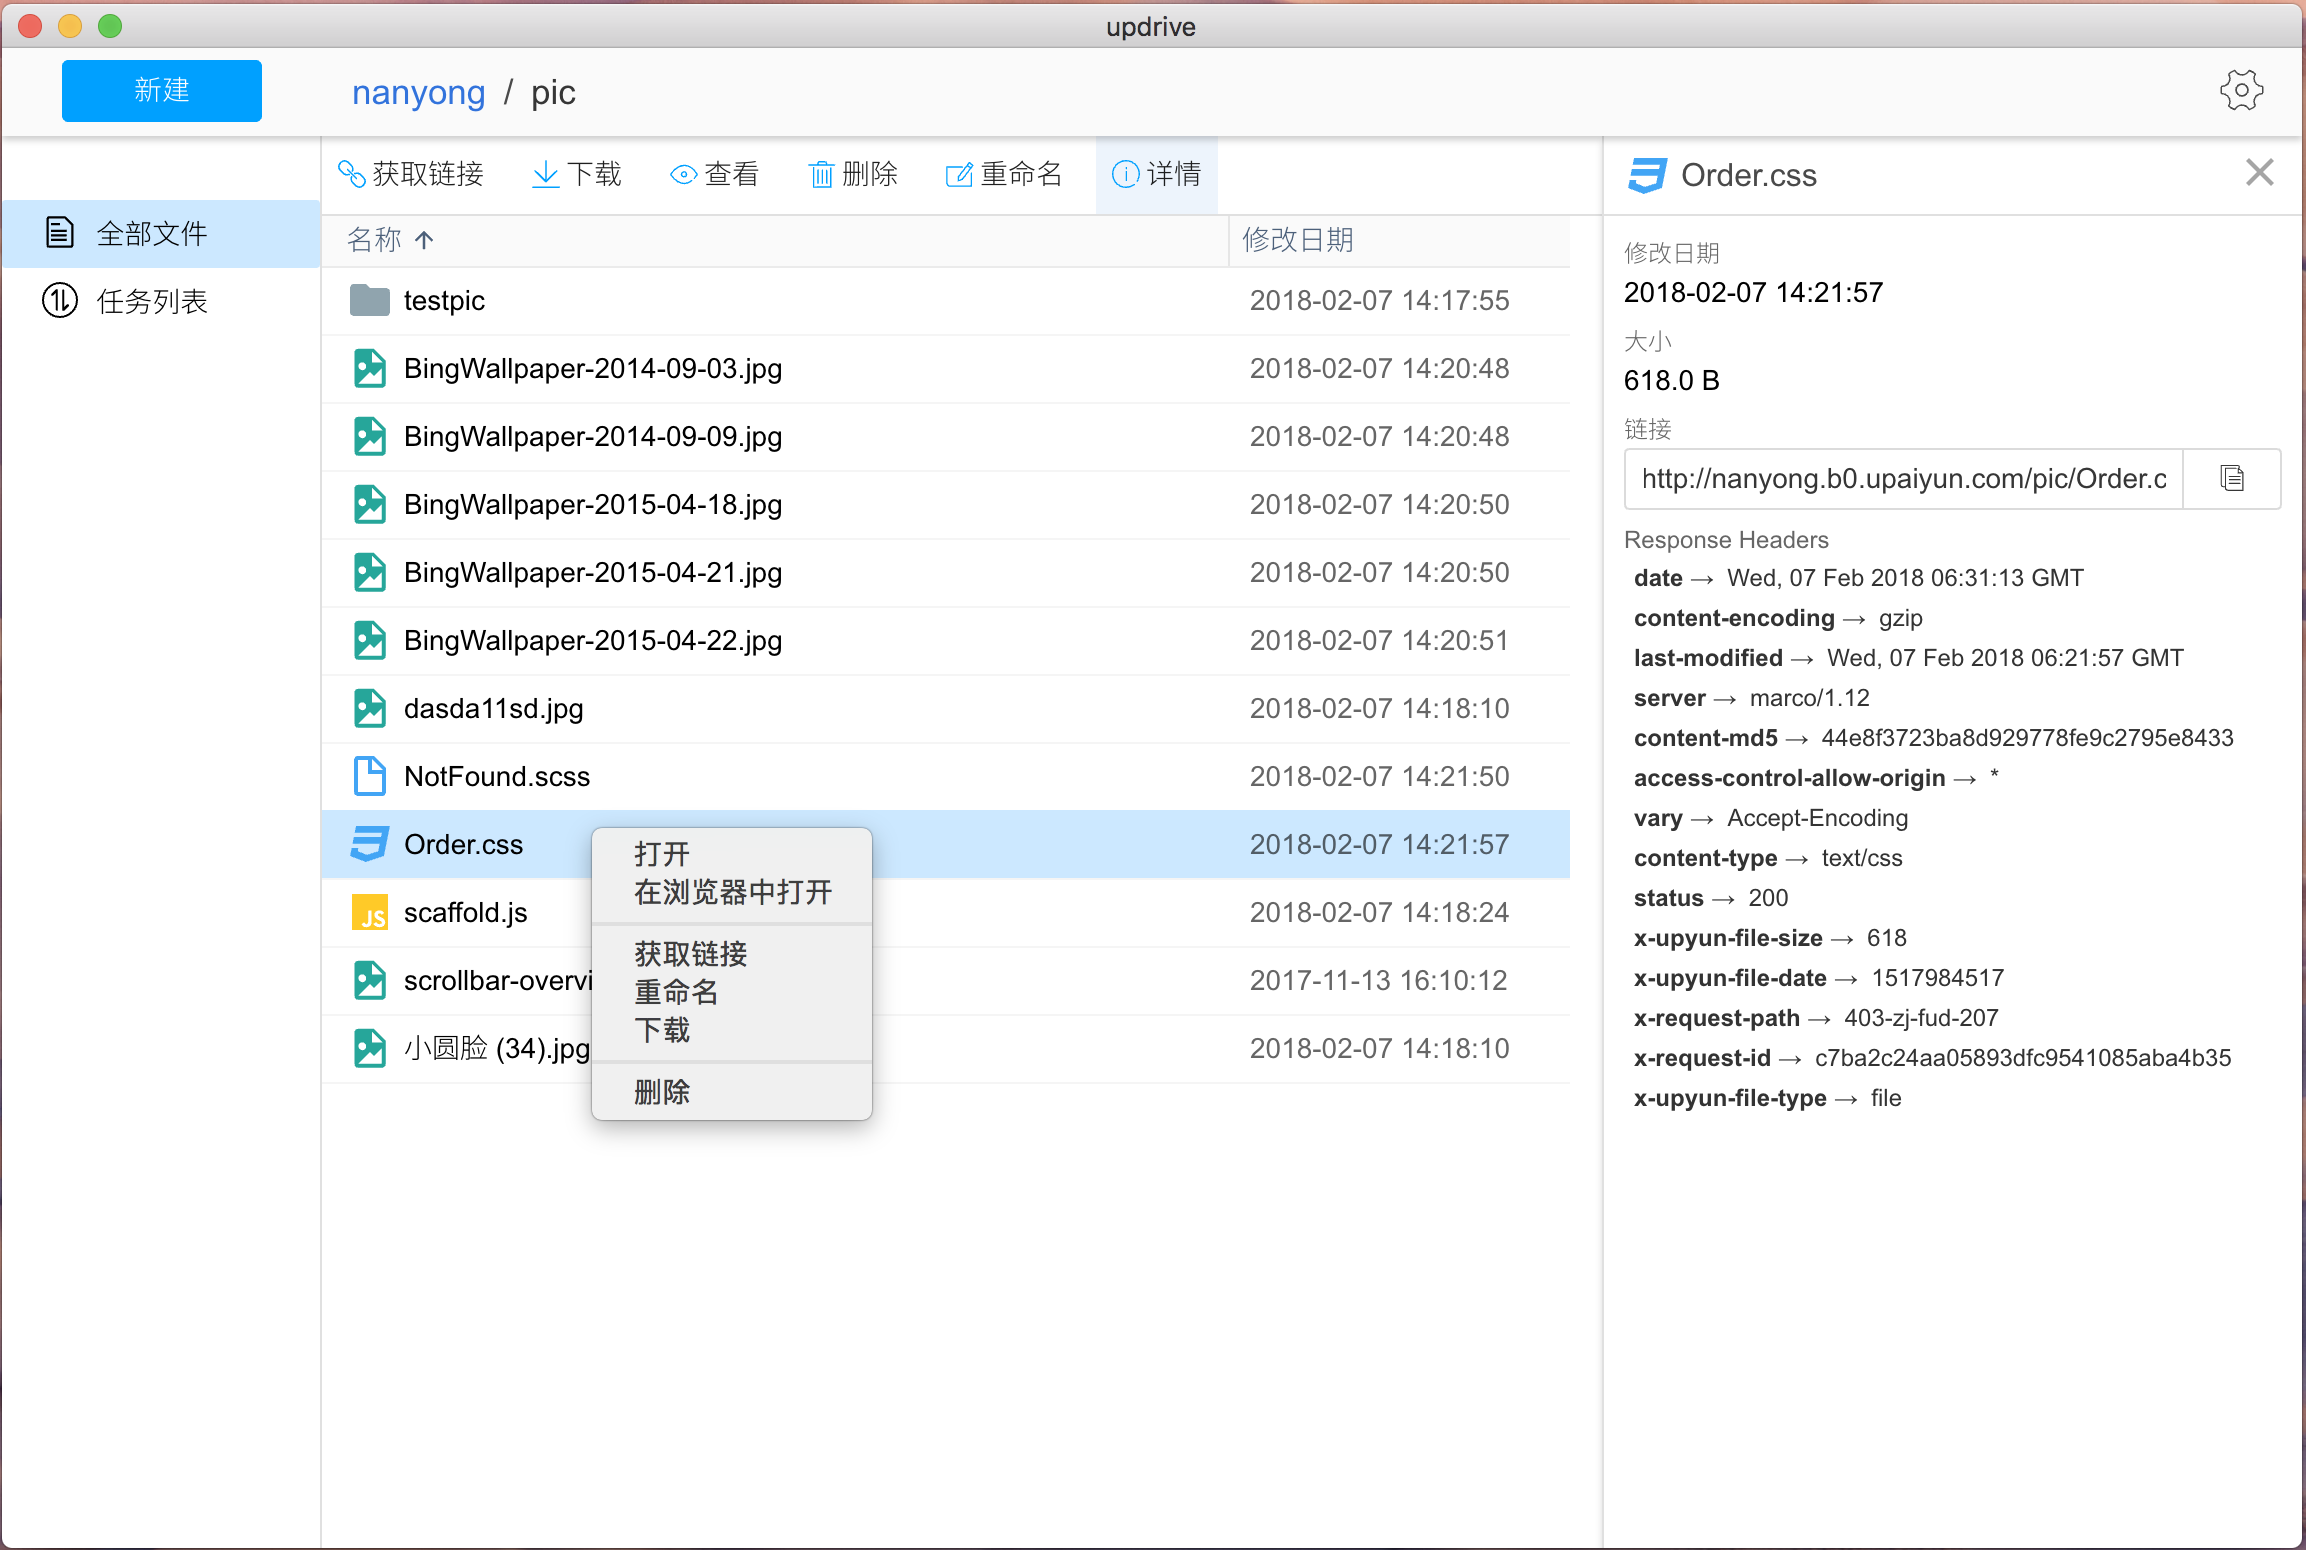 updrive
新建
nanyong / pic
获取链接 下载 查看 删除 重命名 详情
全部文件
任务列表
名称 ↑ 修改日期
testpic 2018-02-07 14:17:55
BingWallpaper-2014-09-03.jpg 2018-02-07 14:20:48
BingWallpaper-2014-09-09.jpg 2018-02-07 14:20:48
BingWallpaper-2015-04-18.jpg 2018-02-07 14:20:50
BingWallpaper-2015-04-21.jpg 2018-02-07 14:20:50
BingWallpaper-2015-04-22.jpg 2018-02-07 14:20:51
dasda11sd.jpg 2018-02-07 14:18:10
NotFound.scss 2018-02-07 14:21:50
Order.css 2018-02-07 14:21:57
JS scaffold.js 2018-02-07 14:18:24
scrollbar-overvi 2017-11-13 16:10:12
小圆脸 (34).jpg 2018-02-07 14:18:10
打开
在浏览器中打开
获取链接
重命名
下载
删除
Order.css
修改日期
2018-02-07 14:21:57
大小
618.0 B
链接
http://nanyong.b0.upaiyun.com/pic/Order.c
Response Headers
date → Wed, 07 Feb 2018 06:31:13 GMT
content-encoding → gzip
last-modified → Wed, 07 Feb 2018 06:21:57 GMT
server → marco/1.12
content-md5 → 44e8f3723ba8d929778fe9c2795e8433
access-control-allow-origin → *
vary → Accept-Encoding
content-type → text/css
status → 200
x-upyun-file-size → 618
x-upyun-file-date → 1517984517
x-request-path → 403-zj-fud-207
x-request-id → c7ba2c24aa05893dfc9541085aba4b35
x-upyun-file-type → file